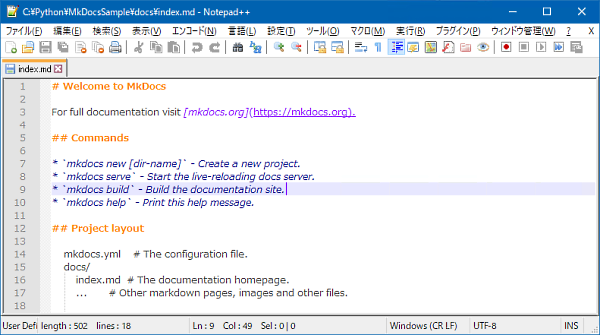 C:¥Python¥MkDocsSample¥docs¥index.md - Notepad++
ファイル(F) 編集(E) 検索(S) 表示(V) エンコード(N) 言語(L) 設定(T) ツール(O) マクロ(M) 実行(R) プラグイン(P) ウィンドウ管理(W) ? X
index.md
1 # Welcome to MkDocs
2
3 For full documentation visit [mkdocs.org](https://mkdocs.org).
4
5 ## Commands
6
7 * `mkdocs new [dir-name]` - Create a new project.
8 * `mkdocs serve` - Start the live-reloading docs server.
9 * `mkdocs build` - Build the documentation site.
10 * `mkdocs help` - Print this help message.
11
12 ## Project layout
13
14 mkdocs.yml # The configuration file.
15 docs/
16 index.md # The documentation homepage.
17 ... # Other markdown pages, images and other files.
18
User Defi length : 502 lines : 18 Ln : 9 Col : 49 Sel : 0 | 0 Windows (CR LF) UTF-8 INS